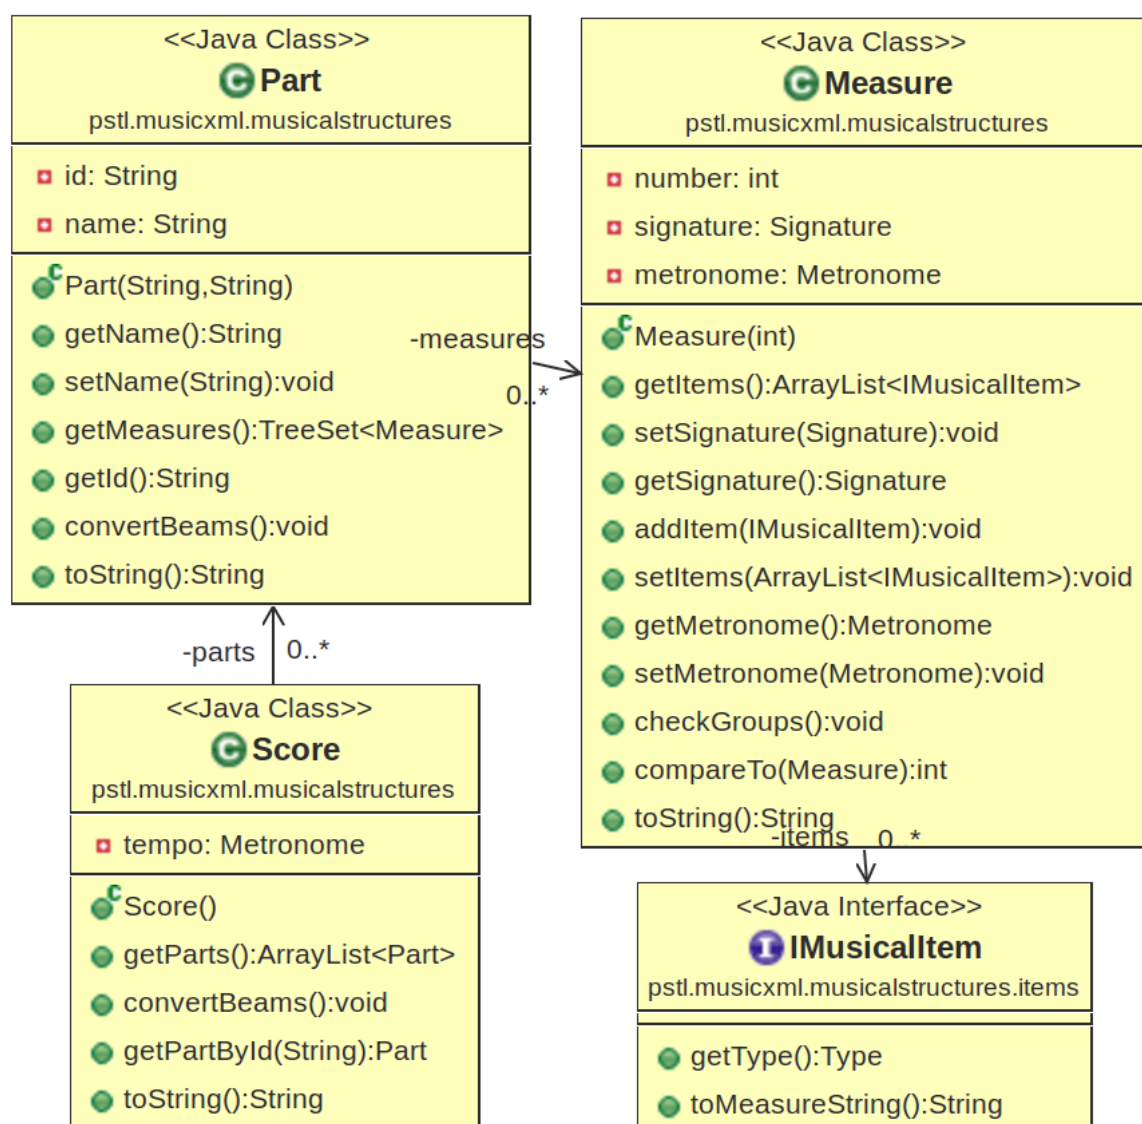 <<Java Class>>
Part
pstl.musicxml.musicalstructures
id: String
name: String
Part(String,String)
getName():String
setName(String):void
getMeasures():TreeSet<Measure>
getId():String
convertBeams():void
toString():String
-measures
0..*
<<Java Class>>
Measure
pstl.musicxml.musicalstructures
number: int
signature: Signature
metronome: Metronome
Measure(int)
getItems():ArrayList<IMusicalItem>
setSignature(Signature):void
getSignature():Signature
addItem(IMusicalItem):void
setItems(ArrayList<IMusicalItem>):void
getMetronome():Metronome
setMetronome(Metronome):void
checkGroups():void
compareTo(Measure):int
toString():String
-parts 0..*
<<Java Class>>
Score
pstl.musicxml.musicalstructures
tempo: Metronome
Score()
getParts():ArrayList<Part>
convertBeams():void
getPartById(String):Part
toString():String
-items 0..*
<<Java Interface>>
IMusicalItem
pstl.musicxml.musicalstructures.items
getType():Type
toMeasureString():String